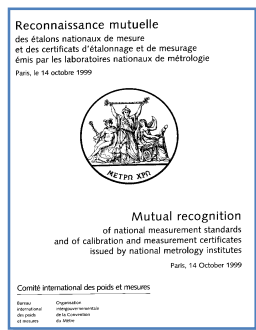 Reconnaissance mutuelle
des étalons nationaux de mesure
et des certificats d'étalonnage et de mesurage
émis par les laboratoires nationaux de métrologie
Paris, le 14 octobre 1999
ΜΕΤΡΩ ΧΡΩ
Mutual recognition
of national measurement standards
and of calibration and measurement certificates
issued by national metrology institutes
Paris, 14 October 1999
Comité international des poids et mesures
Bureau
international
des poids
et mesures
Organisation
intergouvernementale
de la Convention
du Mètre